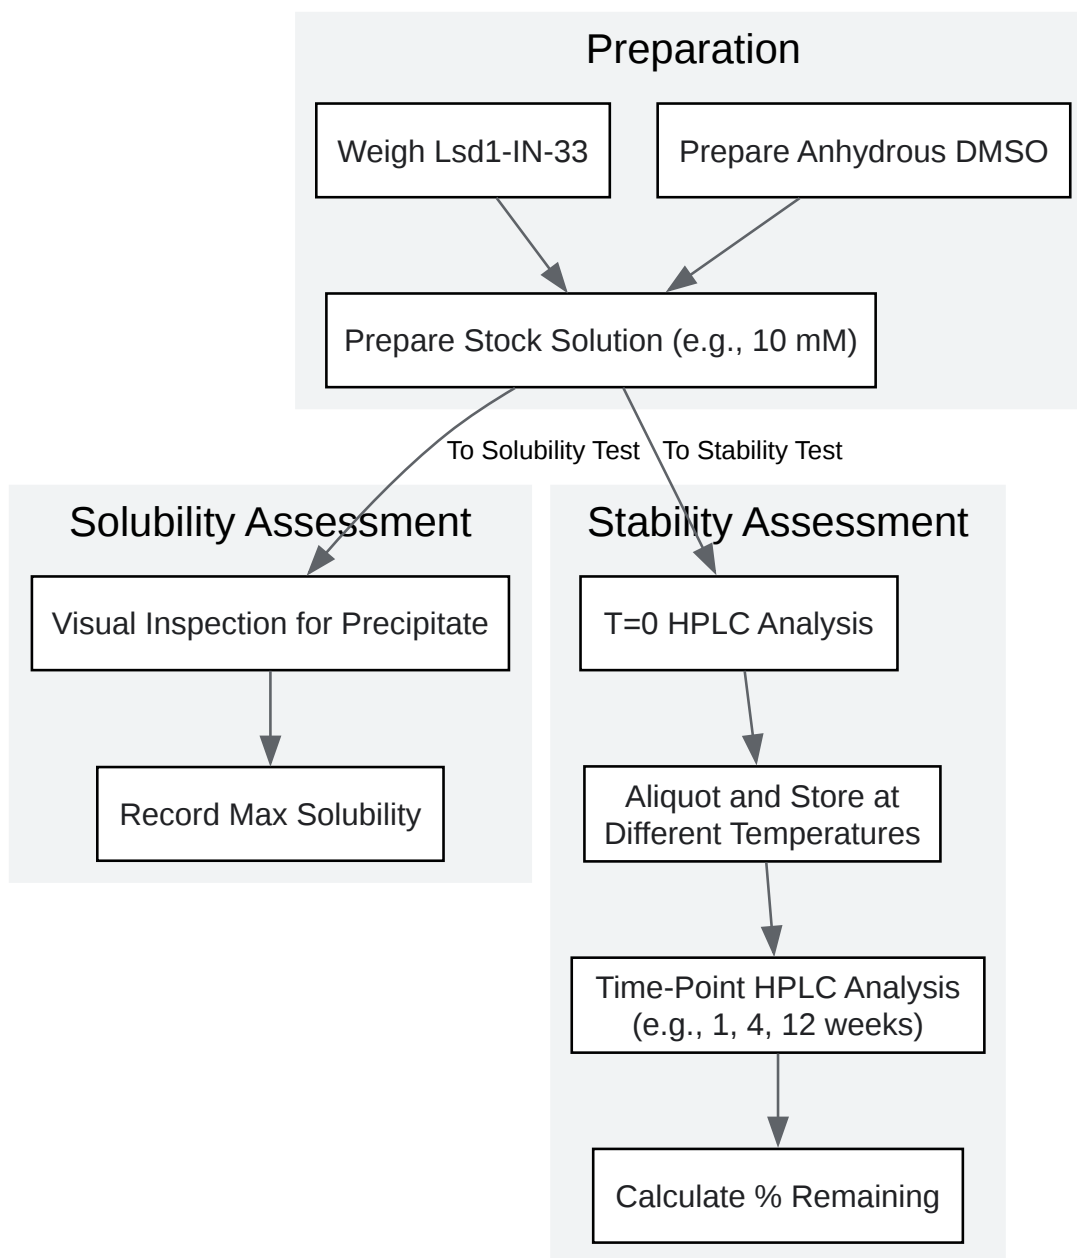 Preparation
Weigh Lsd1-IN-33
Prepare Anhydrous DMSO
Prepare Stock Solution (e.g., 10 mM)
To Solubility Test
To Stability Test
Solubility Assessment
Visual Inspection for Precipitate
Record Max Solubility
Stability Assessment
T=0 HPLC Analysis
Aliquot and Store at
Different Temperatures
Time-Point HPLC Analysis
(e.g., 1, 4, 12 weeks)
Calculate % Remaining